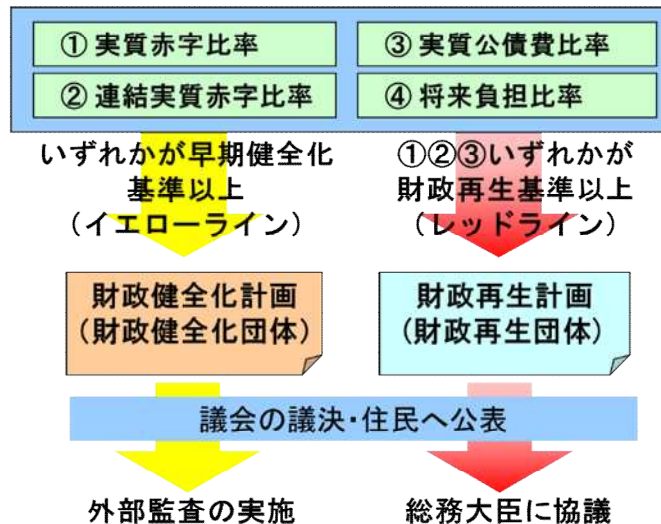 ① 実質赤字比率
③ 実質公債費比率
② 連結実質赤字比率
④ 将来負担比率
いずれかが早期健全化
基準以上
（イエローライン）
①②③いずれかが
財政再生基準以上
（レッドライン）
財政健全化計画
（財政健全化団体）
財政再生計画
（財政再生団体）
議会の議決・住民へ公表
外部監査の実施
総務大臣に協議